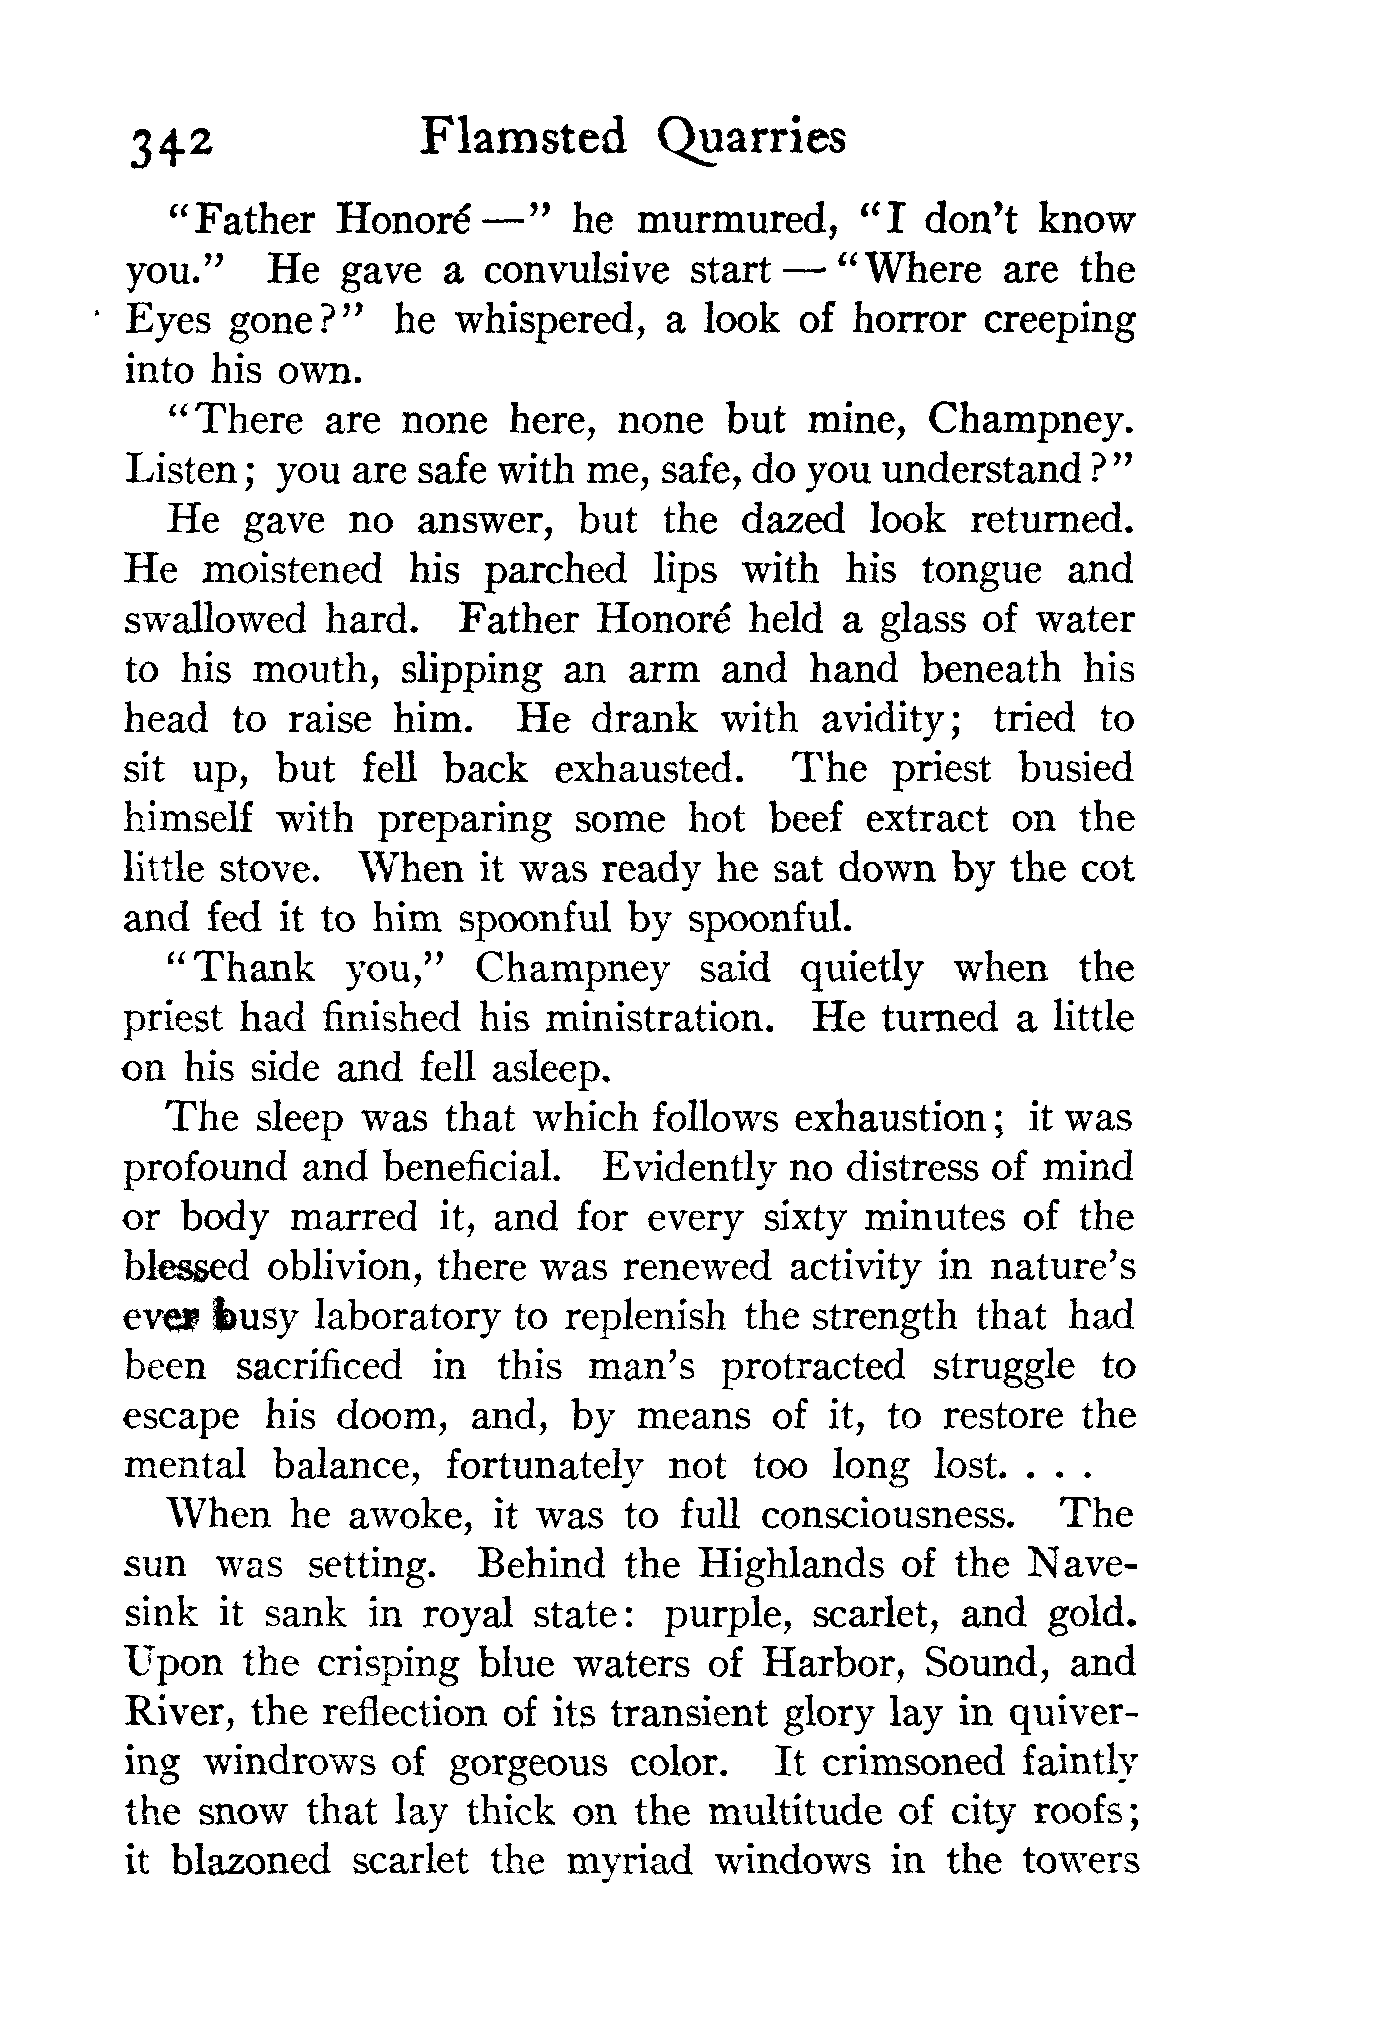 342 Flamsted Quarries
“Father Honoré—” he murmured, “I don’t know
you.” He gave a convulsive start — “Where are the
Eyes gone?” he whispered, a look of horror creeping
into his own.
“There are none here, none but mine, Champney.
Listen; you are safe with me, safe, do you understand?”
He gave no answer, but the dazed look returned.
He moistened his parched lips with his tongue and
swallowed hard. Father Honoré held a glass of water
to his mouth, slipping an arm and hand beneath his
head to raise him. He drank with avidity; tried to
sit up, but fell back exhausted. The priest busied
himself with preparing some hot beef extract on the
little stove. When it was ready he sat down by the cot
and fed it to him spoonful by spoonful.
“Thank you,” Champney said quietly when the
priest had finished his ministration. He turned a little
on his side and fell asleep.
The sleep was that which follows exhaustion; it was
profound and beneficial. Evidently no distress of mind
or body marred it, and for every sixty minutes of the
blessed oblivion, there was renewed activity in nature’s
ever busy laboratory to replenish the strength that had
been sacrificed in this man’s protracted struggle to
escape his doom, and, by means of it, to restore the
mental balance, fortunately not too long lost. . . .
When he awoke, it was to full consciousness. The
sun was setting. Behind the Highlands of the Nave-
sink it sank in royal state: purple, scarlet, and gold.
Upon the crisping blue waters of Harbor, Sound, and
River, the reflection of its transient glory lay in quiver-
ing windrows of gorgeous color. It crimsoned faintly
the snow that lay thick on the multitude of city roofs;
it blazoned scarlet the myriad windows in the towers